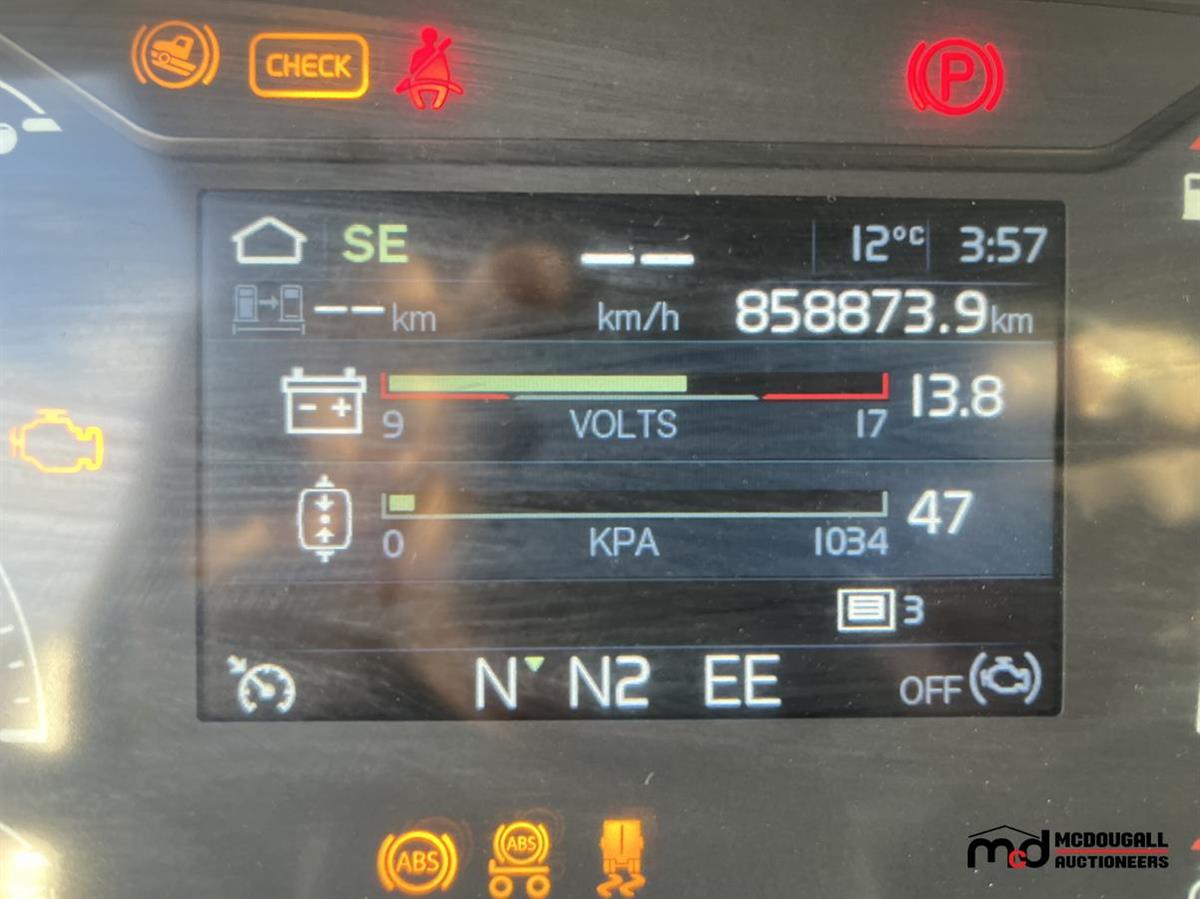 CHECK
P
SE -- 12°C 3:57
-- km km/h 858873.9km
- +
13.8
9 VOLTS 17
47
0 KPA 1034
3
N N2 EE OFF
ABS ABS
McD MCDOUGALL
AUCTIONEERS